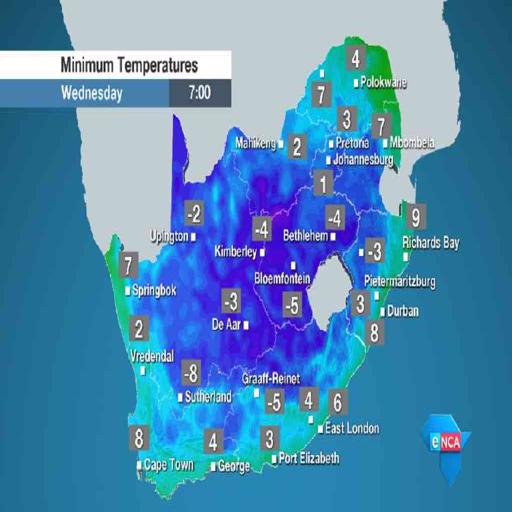 Minimum Temperatures
Wednesday 7:00
4
Polokwane
7
3
7
Mahikeng 2 Pretoria Mbombela
Johannesburg
1
-2
-4
-4
9
Upington
Bethlehem
Richards Bay
Kimberley
-3
7
Bloemfontein
Pietermaritzburg
Springbok
-3
-5
3
Durban
2
De Aar
8
Vredendal
-8
Graaff-Reinet
Sutherland
-5
4
6
East London
8
4
3
Cape Town
George
Port Elizabeth
eNCA